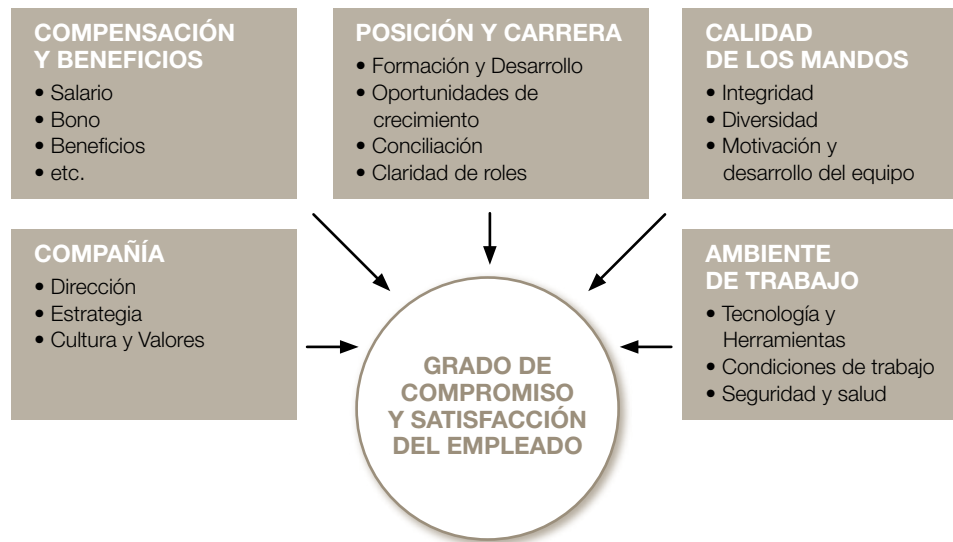 COMPENSACIÓN
Y BENEFICIOS
• Salario
• Bono
• Beneficios
• etc.
POSICIÓN Y CARRERA
• Formación y Desarrollo
• Oportunidades de
crecimiento
• Conciliación
• Claridad de roles
CALIDAD
DE LOS MANDOS
• Integridad
• Diversidad
• Motivación y
desarrollo del equipo
COMPAÑÍA
• Dirección
• Estrategia
• Cultura y Valores
AMBIENTE
DE TRABAJO
• Tecnología y
Herramientas
• Condiciones de trabajo
• Seguridad y salud
GRADO DE
COMPROMISO
Y SATISFACCIÓN
DEL EMPLEADO